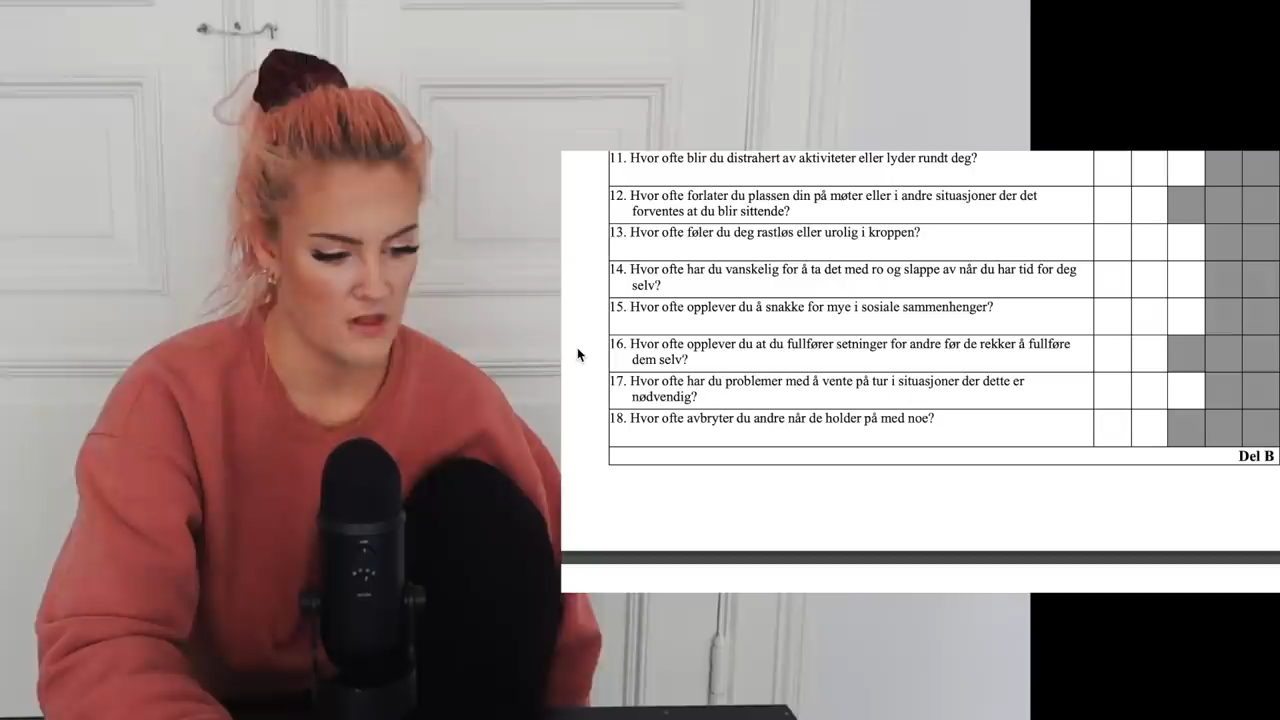 11. Hvor ofte blir du distrahert av aktiviteter eller lyder rundt deg?
12. Hvor ofte forlater du plassen din på møter eller i andre situasjoner der det
forventes at du blir sittende?
13. Hvor ofte føler du deg rastløs eller urolig i kroppen?
14. Hvor ofte har du vanskelig for å ta det med ro og slappe av når du har tid for deg
selv?
15. Hvor ofte opplever du å snakke for mye i sosiale sammenhenger?
16. Hvor ofte opplever du at du fullfører setninger for andre før de rekker å fullføre
dem selv?
17. Hvor ofte har du problemer med å vente på tur i situasjoner der dette er
nødvendig?
18. Hvor ofte avbryter du andre når de holder på med noe?
Del B